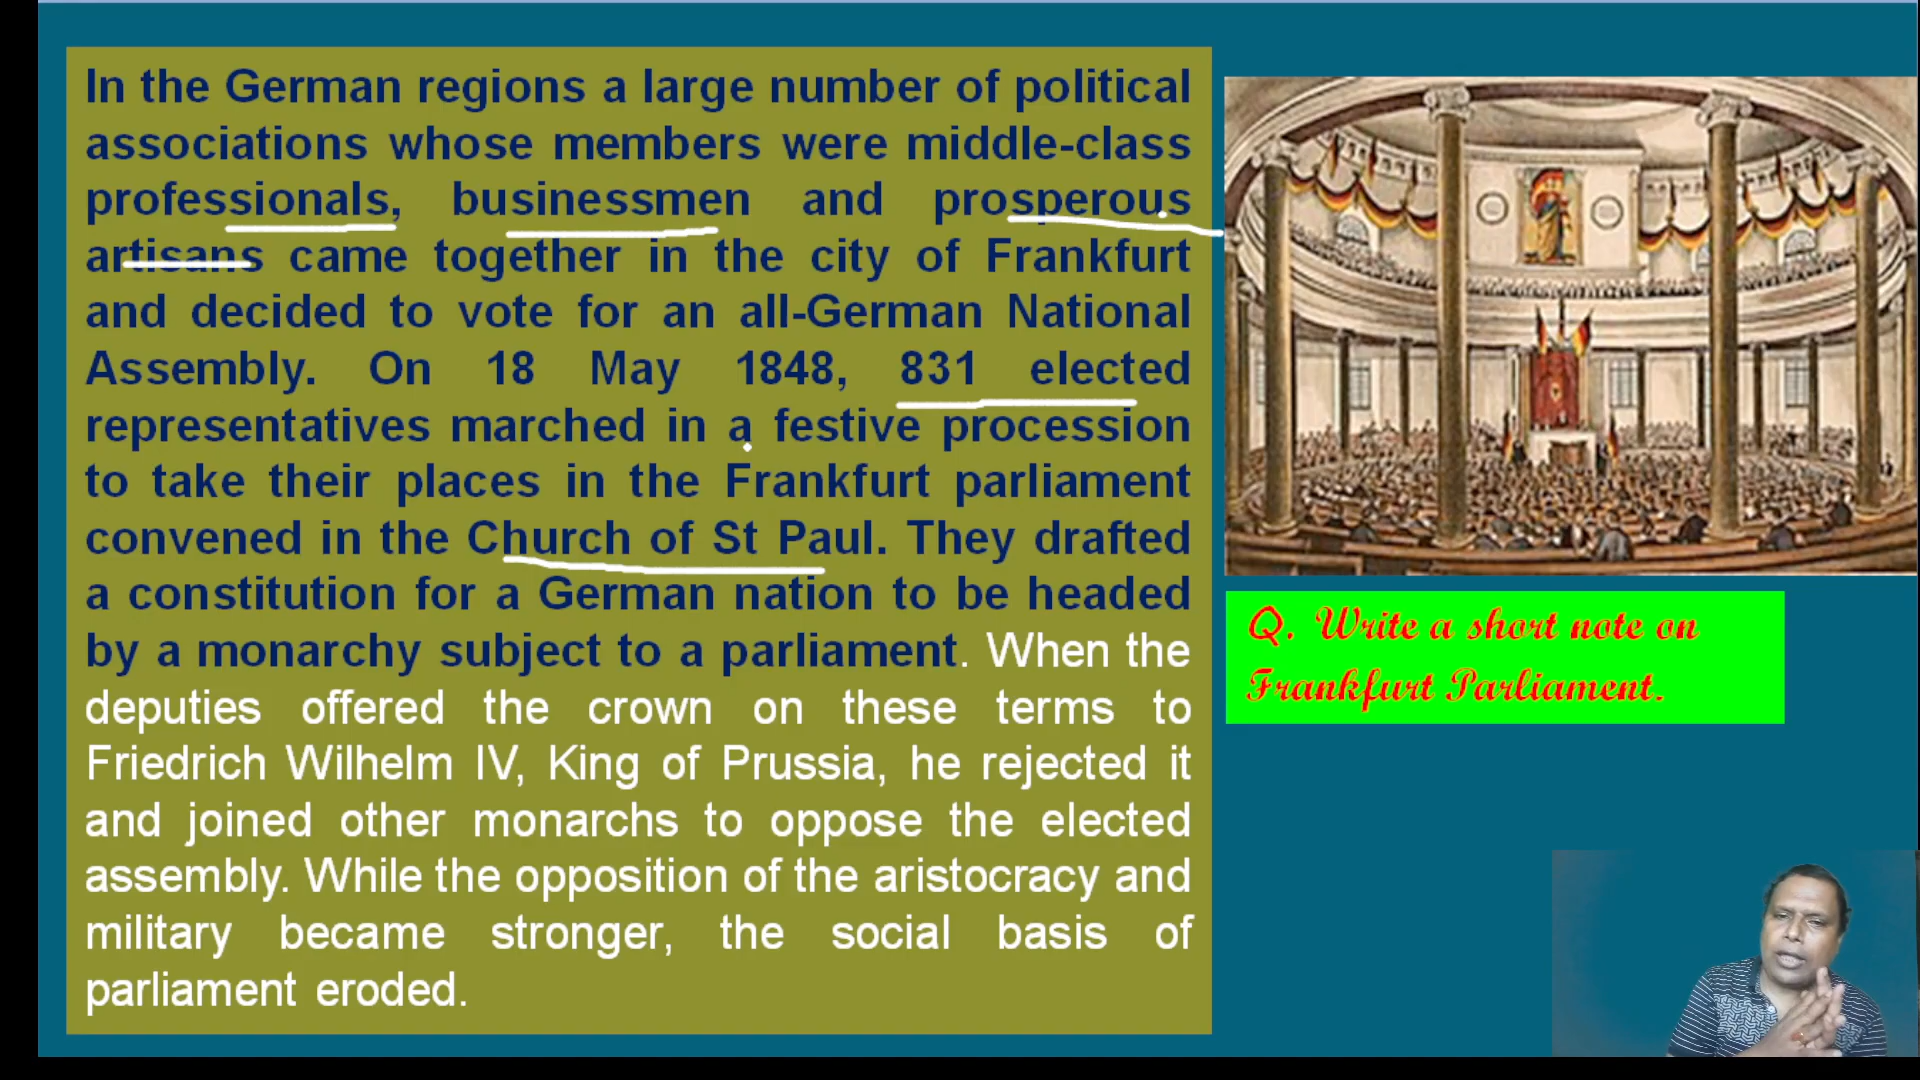 In the German regions a large number of political
associations whose members were middle-class
professionals, businessmen and prosperous
artisans came together in the city of Frankfurt
and decided to vote for an all-German National
Assembly. On 18 May 1848, 831 elected
representatives marched in a festive procession
to take their places in the Frankfurt parliament
convened in the Church of St Paul. They drafted
a constitution for a German nation to be headed
by a monarchy subject to a parliament. When the
deputies offered the crown on these terms to
Friedrich Wilhelm IV, King of Prussia, he rejected it
and joined other monarchs to oppose the elected
assembly. While the opposition of the aristocracy and
military became stronger, the social basis of
parliament eroded.
Q. Write a short note on
Frankfurt Parliament.